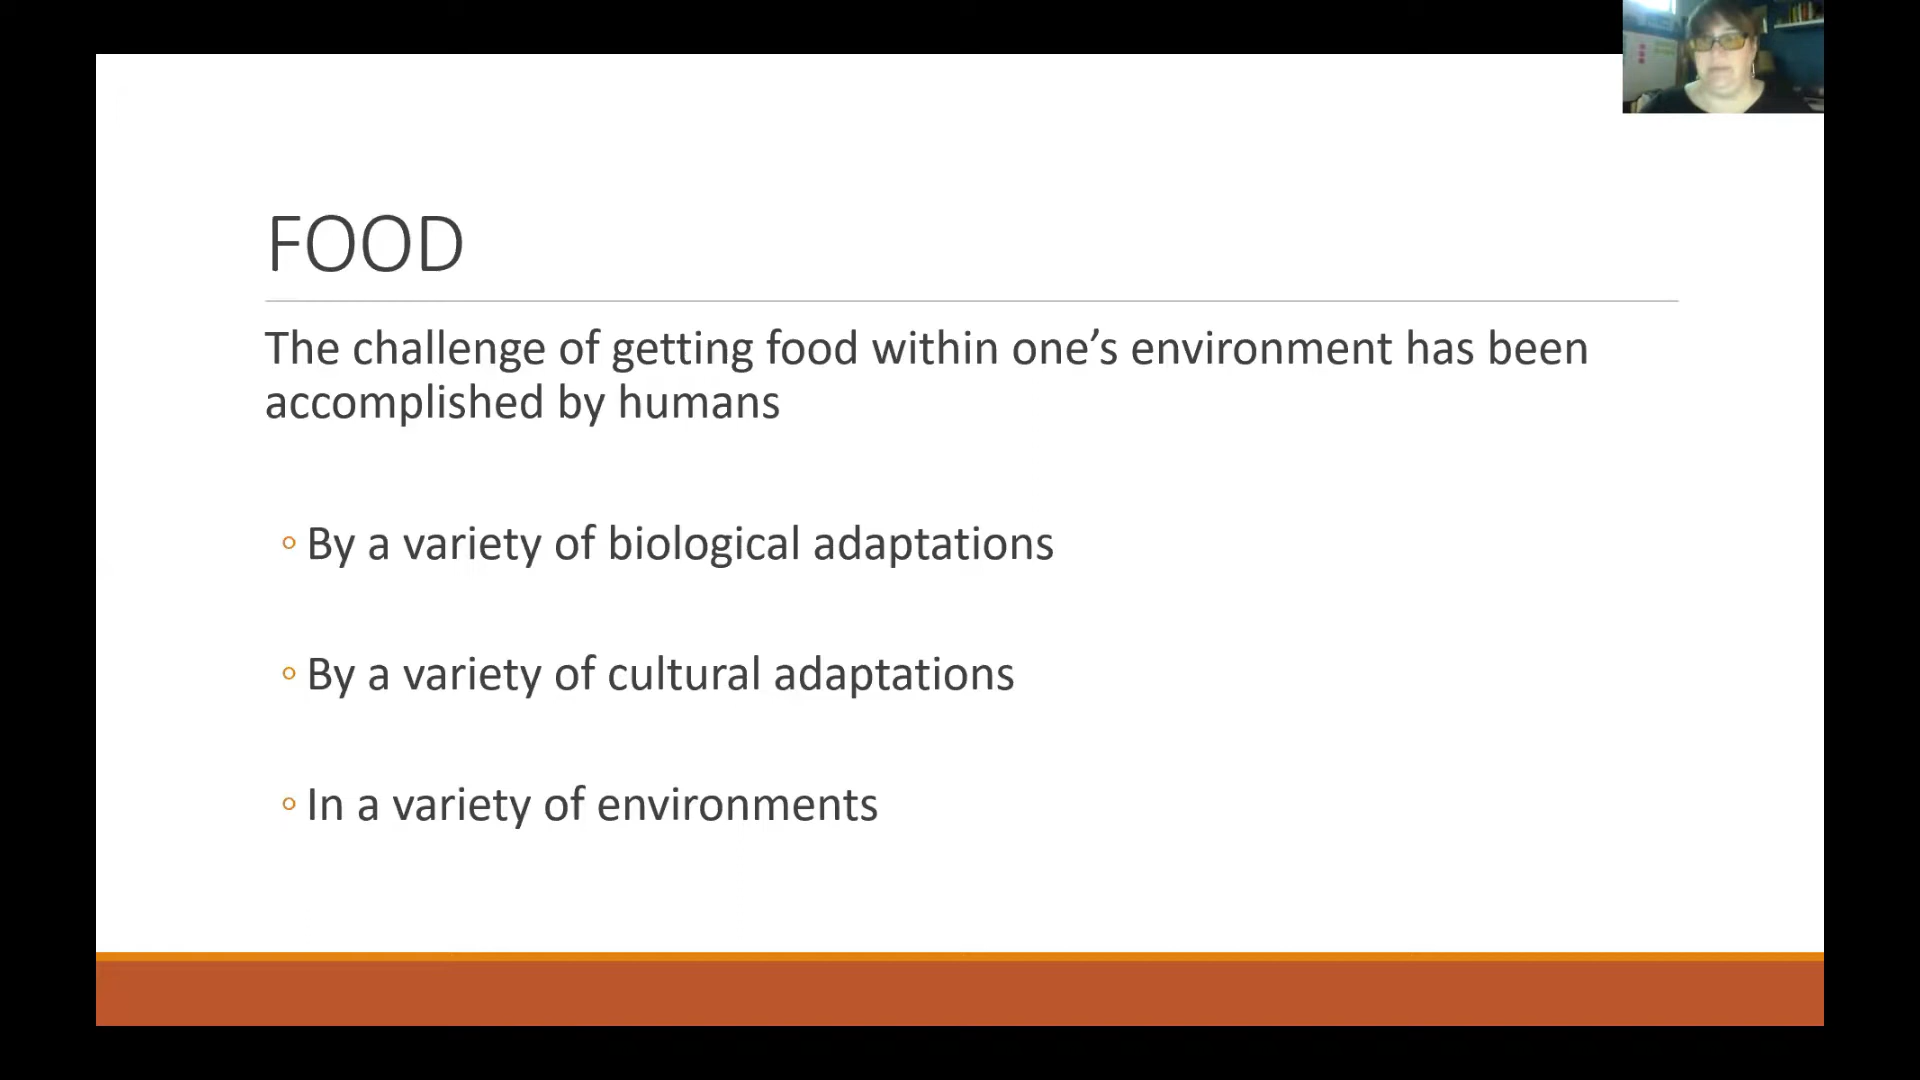 FOOD
The challenge of getting food within one’s environment has been
accomplished by humans
◦ By a variety of biological adaptations
◦ By a variety of cultural adaptations
◦ In a variety of environments